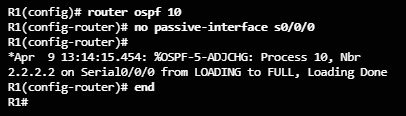 R1(config)# router ospf 10
R1(config-router)# no passive-interface s0/0/0
R1(config-router)#
*Apr  9 13:14:15.454: %OSPF-5-ADJCHG: Process 10, Nbr
2.2.2.2 on Serial0/0/0 from LOADING to FULL, Loading Done
R1(config-router)# end
R1#